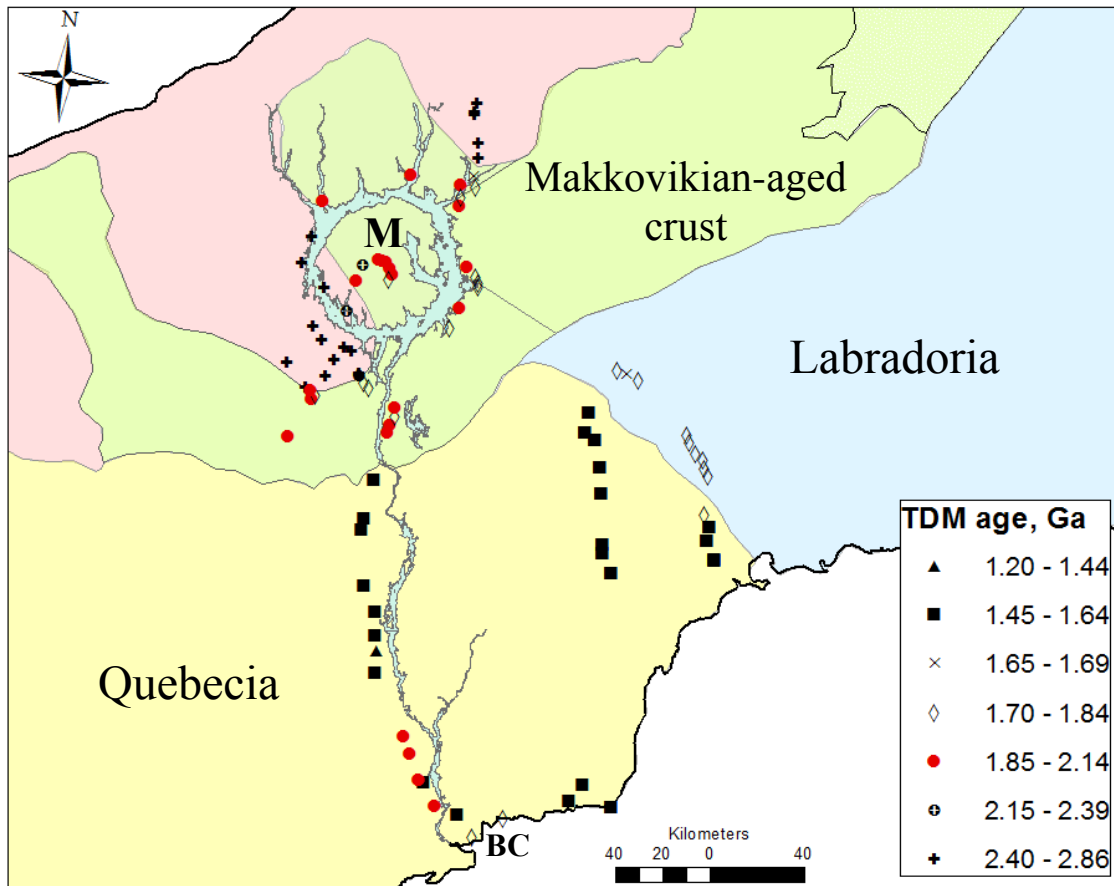 N
Makkovikian-aged
crust
M
Labradoria
Quebecia
BC
TDM age, Ga
1.20 - 1.44
1.45 - 1.64
1.65 - 1.69
1.70 - 1.84
1.85 - 2.14
2.15 - 2.39
2.40 - 2.86
Kilometers
40 20 0 40